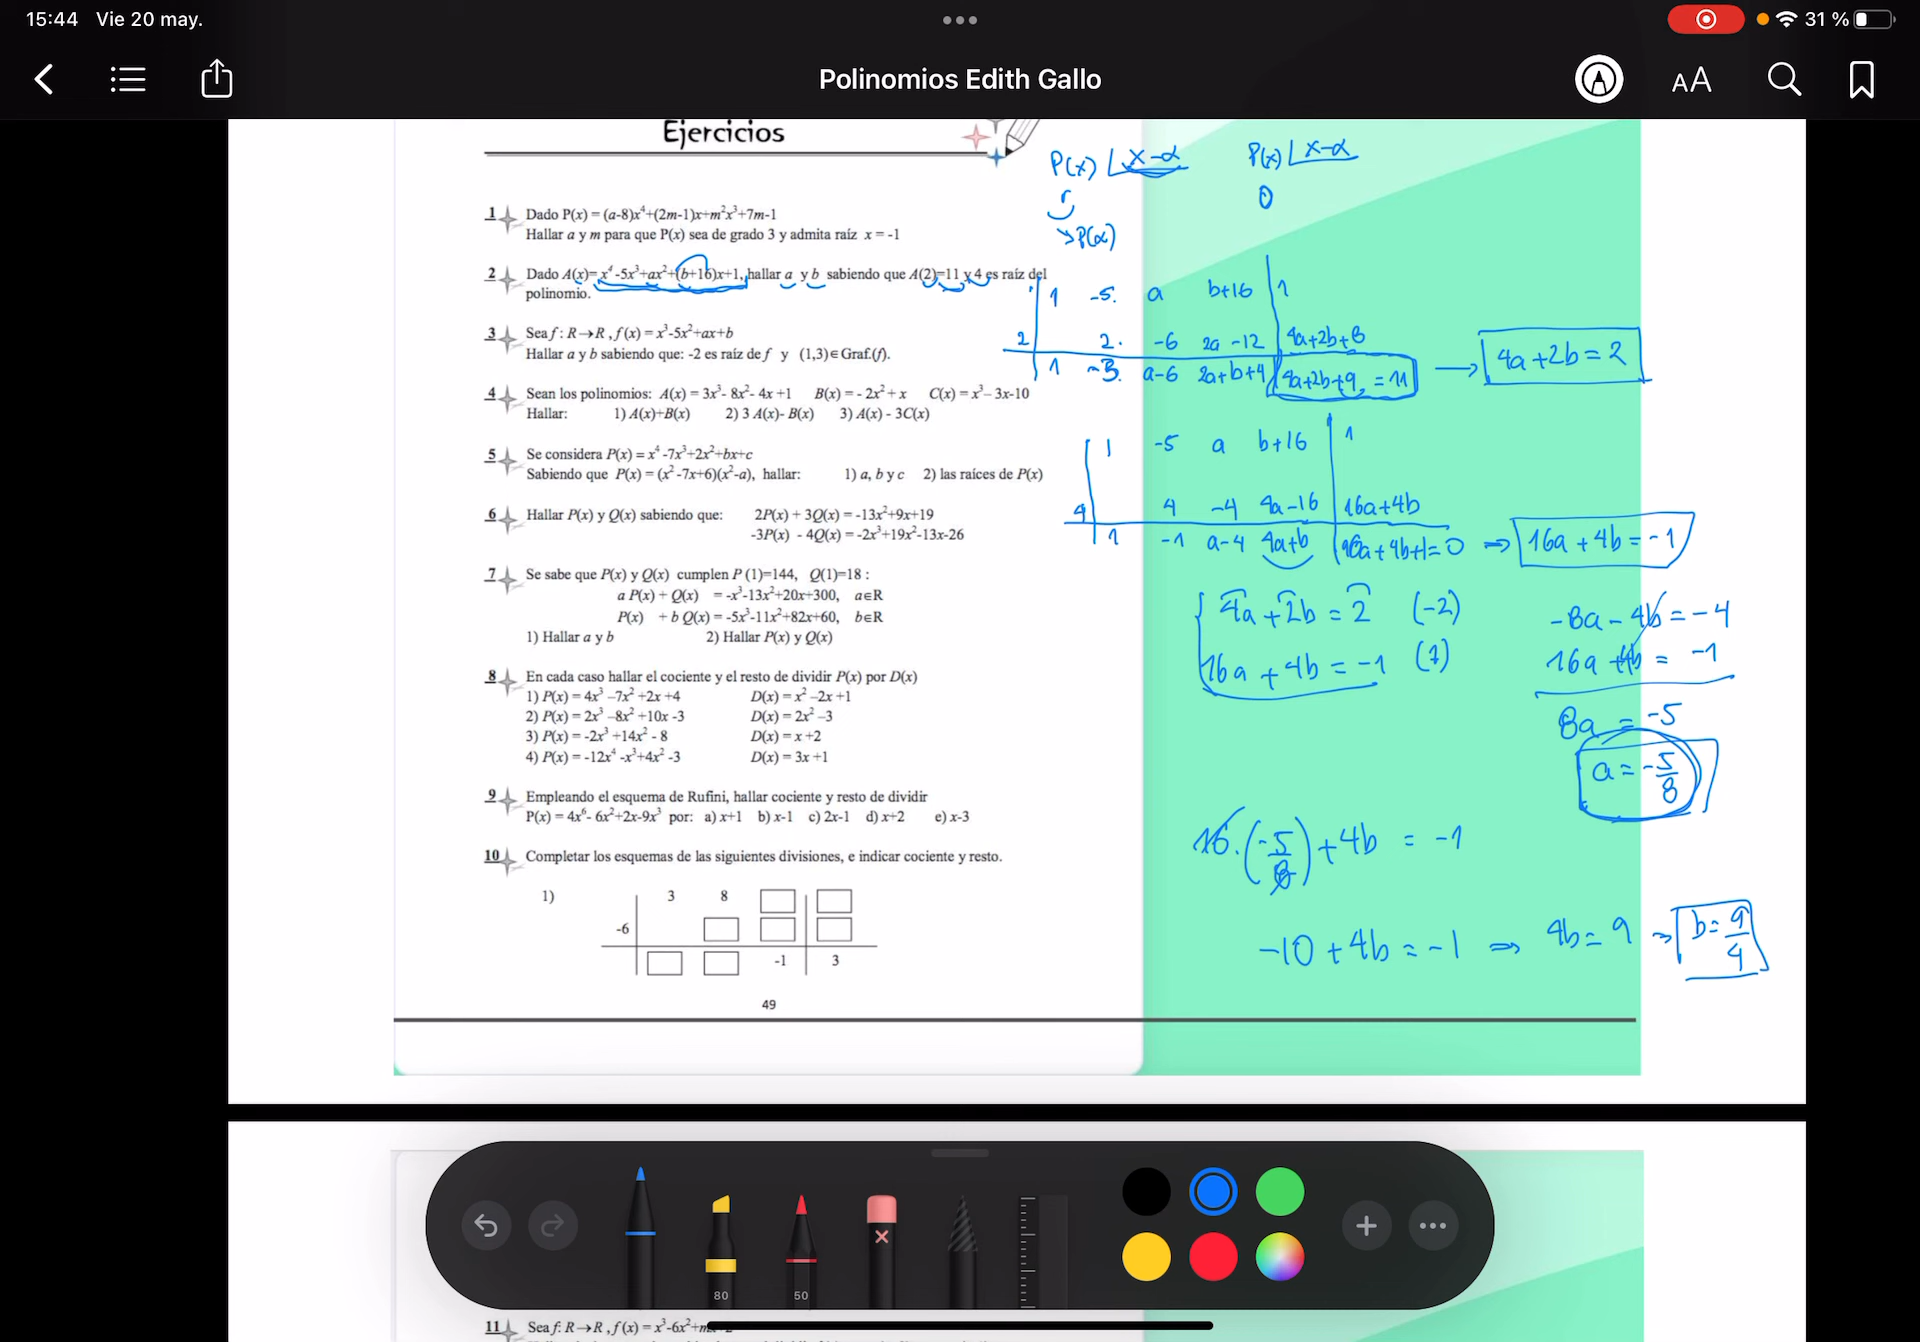 15:44 Vie 20 may.
31 %
Polinomios Edith Gallo
AA
Ejercicios
1 Dado P(x) = (a-8)x⁴+(2m-1)x+m²x³+7m-1
Hallar a y m para que P(x) sea de grado 3 y admita raíz x = -1
2 Dado A(x)= x⁴-5x³+ax²+(b+16)x+1, hallar a y b sabiendo que A(2)=11 y 4 es raíz del
polinomio.
3 Sea f : R→R , f(x) = x³-5x²+ax+b
Hallar a y b sabiendo que: -2 es raíz de f y (1,3)∈Graf.(f).
4 Sean los polinomios: A(x) = 3x³- 8x²- 4x +1 B(x) = - 2x² + x C(x) = x³ – 3x-10
Hallar: 1) A(x)+B(x) 2) 3 A(x)- B(x) 3) A(x) - 3C(x)
5 Se considera P(x) = x⁴ -7x³+2x²+bx+c
Sabiendo que P(x) = (x² -7x+6)(x²-a), hallar: 1) a, b y c 2) las raíces de P(x)
6 Hallar P(x) y Q(x) sabiendo que: 2P(x) + 3Q(x) = -13x²+9x+19
-3P(x) - 4Q(x) = -2x³+19x²-13x-26
7 Se sabe que P(x) y Q(x) cumplen P (1)=144, Q(1)=18 :
a P(x) + Q(x) = -x³-13x²+20x+300, a∈R
P(x) + b Q(x) = -5x³-11x²+82x+60, b∈R
1) Hallar a y b 2) Hallar P(x) y Q(x)
8 En cada caso hallar el cociente y el resto de dividir P(x) por D(x)
1) P(x) = 4x³ –7x² +2x +4 D(x) = x² –2x +1
2) P(x) = 2x³ –8x² +10x -3 D(x) = 2x² –3
3) P(x) = -2x³ +14x² - 8 D(x) = x +2
4) P(x) = -12x⁴ -x³+4x² -3 D(x) = 3x +1
9 Empleando el esquema de Rufini, hallar cociente y resto de dividir
P(x) = 4x⁶- 6x²+2x-9x³ por: a) x+1 b) x-1 c) 2x-1 d) x+2 e) x-3
10 Completar los esquemas de las siguientes divisiones, e indicar cociente y resto.
1) 3 8
-6
-1 3
49
P(x) x-α P(x) x-α
r 0
P(α)
1 -5 a b+16 1
2 2 -6 2a -12 4a+2b+8
1 -3 a-6 2a+b+4 4a+2b+9 = 11 → 4a+2b = 2
1 -5 a b+16 1
4 4 -4 4a-16 16a+4b
1 -1 a-4 4a+b 16a+4b+1=0 ⇒ 16a+4b = -1
4a+2b = 2 (-2)
16a + 4b = -1 (1)
-8a - 4b = -4
16a + 4b = -1
8a = -5
a = -5/8
16.(-5/8)+4b = -1
-10 + 4b = -1 ⇒ 4b = 9 ⇒ b = 9/4
80 50
11 Sea f: R→R , f(x) = x³-6x²+